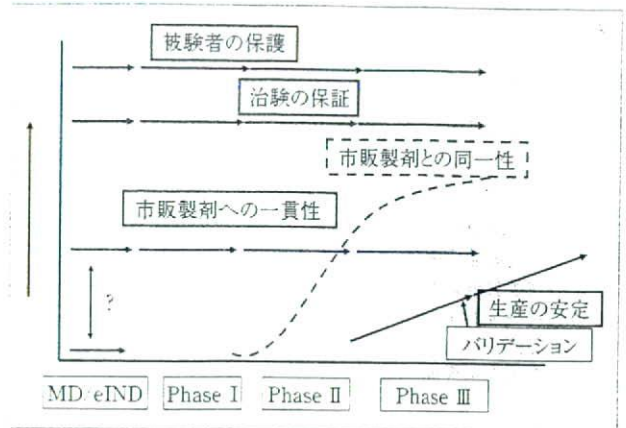 被験者の保護
治験の保証
市販製剤との同一性
市販製剤への一貫性
?
生産の安定
バリデーション
MD/eIND
Phase I
Phase II
Phase III